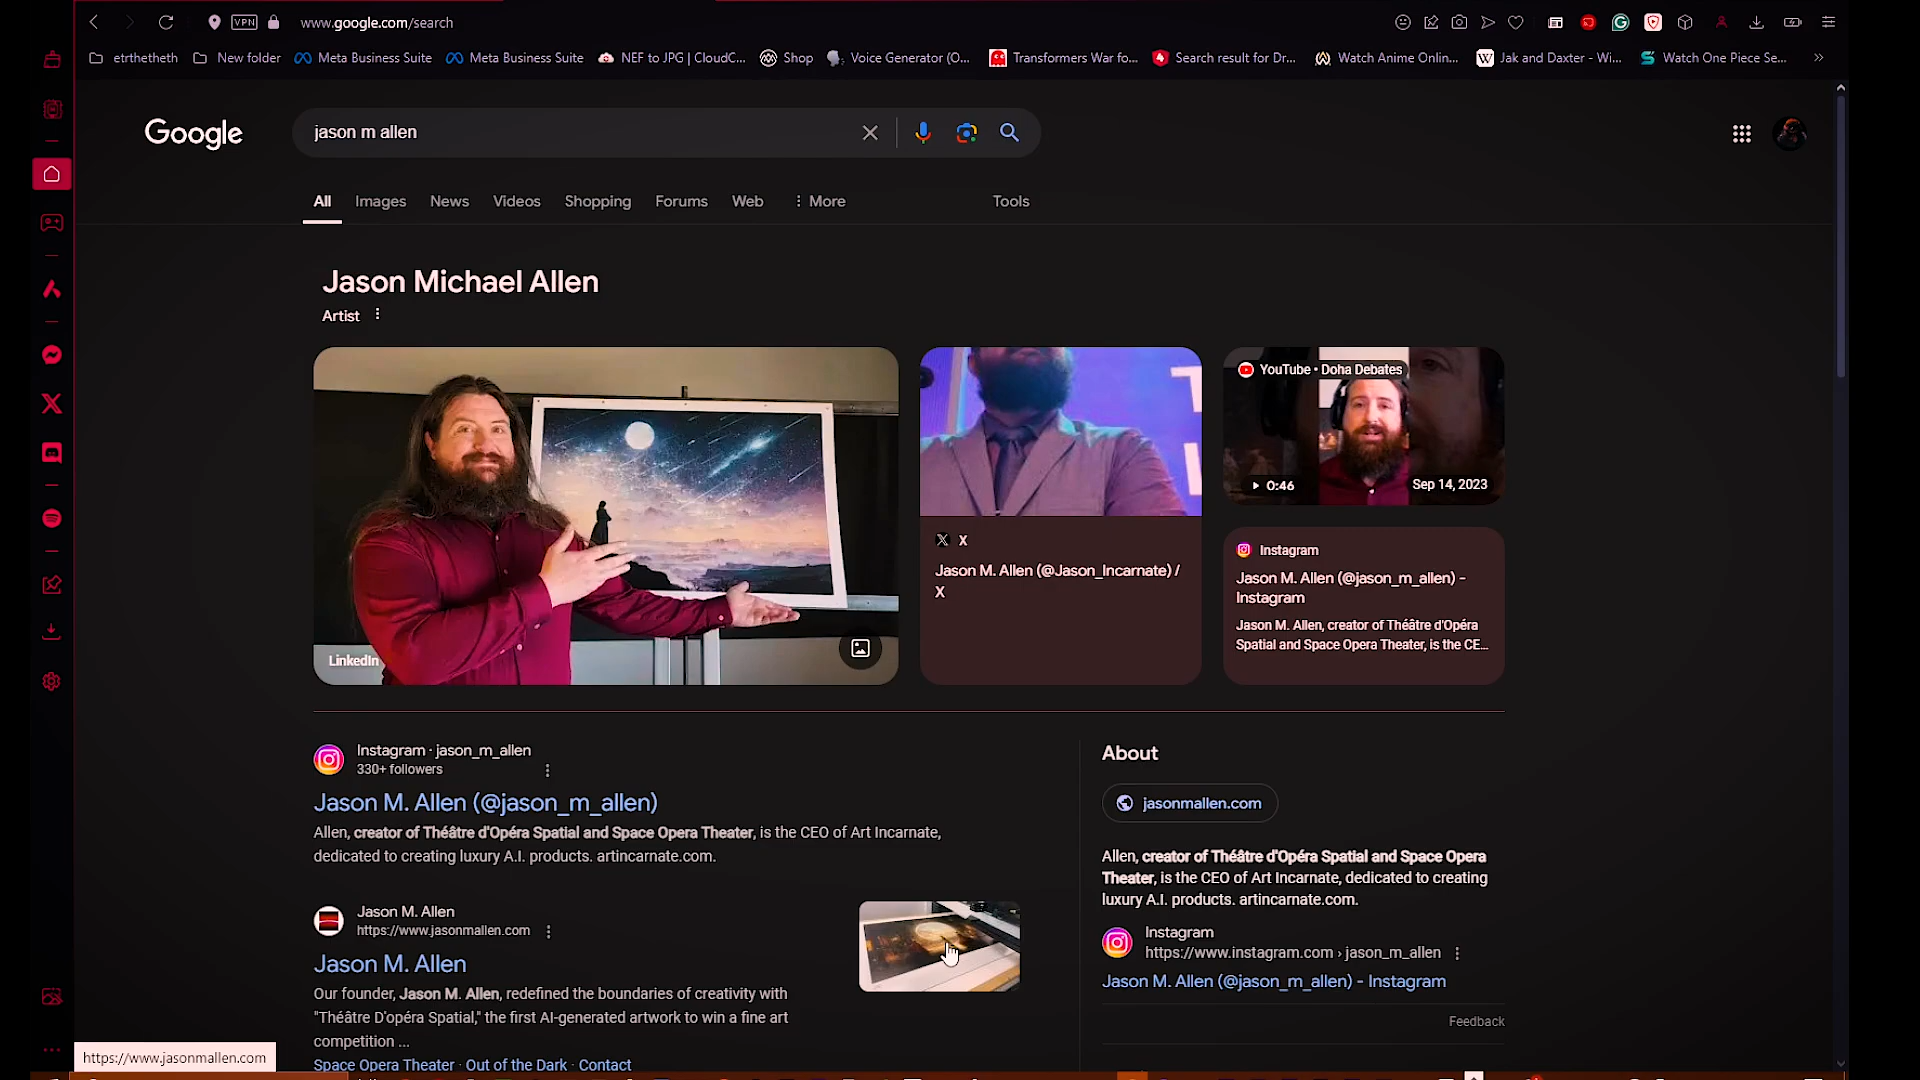 VPN
www.google.com/search
etrthetheth
New folder
Meta Business Suite
Meta Business Suite
NEF to JPG | CloudC...
Shop
Voice Generator (O...
Transformers War fo...
Search result for Dr...
Watch Anime Onlin...
Jak and Daxter - Wi...
Watch One Piece Se...
Google
jason m allen
All
Images
News
Videos
Shopping
Forums
Web
More
Tools
Jason Michael Allen
Artist
LinkedIn
X
Jason M. Allen (@Jason_Incarnate) /
X
YouTube • Doha Debates
0:46
Sep 14, 2023
Instagram
Jason M. Allen (@jason_m_allen) -
Instagram
Jason M. Allen, creator of Théâtre d'Opéra
Spatial and Space Opera Theater, is the CE...
Instagram · jason_m_allen
330+ followers
Jason M. Allen (@jason_m_allen)
Allen, creator of Théâtre d'Opéra Spatial and Space Opera Theater, is the CEO of Art Incarnate,
dedicated to creating luxury A.I. products. artincarnate.com.
Jason M. Allen
https://www.jasonmallen.com
Jason M. Allen
Our founder, Jason M. Allen, redefined the boundaries of creativity with
"Théâtre D'opéra Spatial," the first AI-generated artwork to win a fine art
competition ...
Space Opera Theater · Out of the Dark · Contact
About
jasonmallen.com
Allen, creator of Théâtre d'Opéra Spatial and Space Opera
Theater, is the CEO of Art Incarnate, dedicated to creating
luxury A.I. products. artincarnate.com.
Instagram
https://www.instagram.com › jason_m_allen
Jason M. Allen (@jason_m_allen) - Instagram
Feedback
https://www.jasonmallen.com